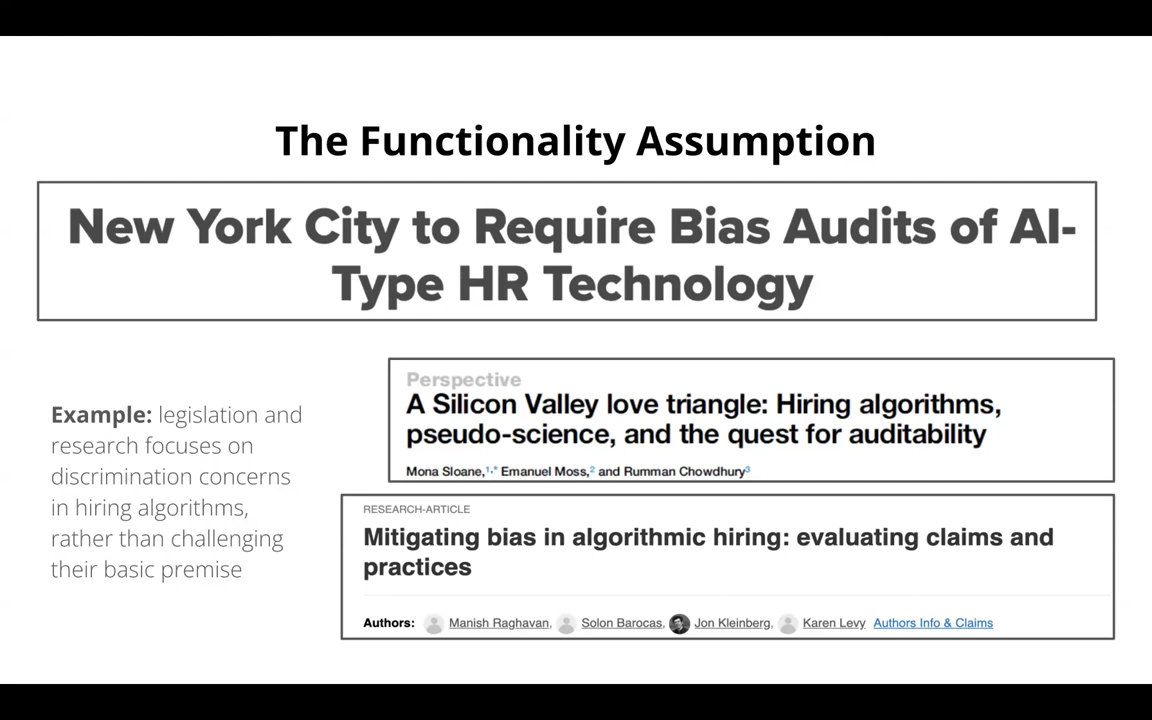 The Functionality Assumption
New York City to Require Bias Audits of AI-
Type HR Technology
Example: legislation and
research focuses on
discrimination concerns
in hiring algorithms,
rather than challenging
their basic premise
Perspective
A Silicon Valley love triangle: Hiring algorithms,
pseudo-science, and the quest for auditability
Mona Sloane,1,* Emanuel Moss,2 and Rumman Chowdhury3
RESEARCH-ARTICLE
Mitigating bias in algorithmic hiring: evaluating claims and
practices
Authors: Manish Raghavan, Solon Barocas, Jon Kleinberg, Karen Levy Authors Info & Claims